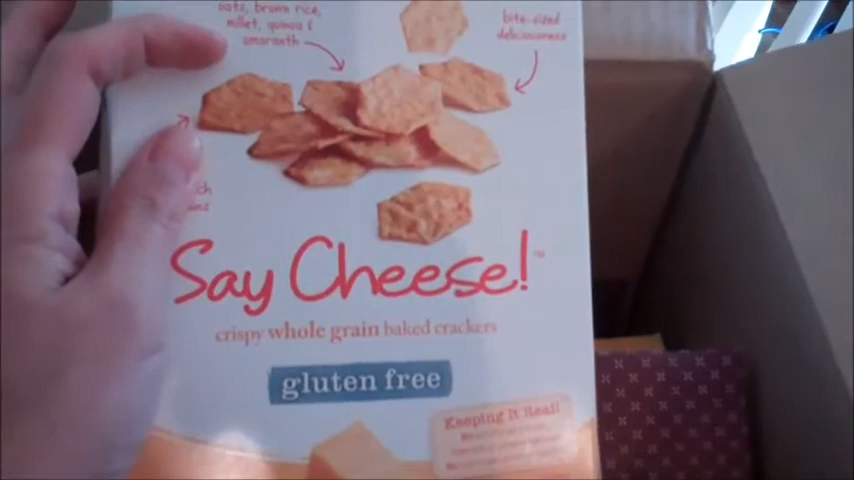 oats, brown rice,
millet, quinoa &
amaranth
bite-sized
deliciousness
Say Cheese!™
crispy whole grain baked crackers
gluten free
Keeping it Real!